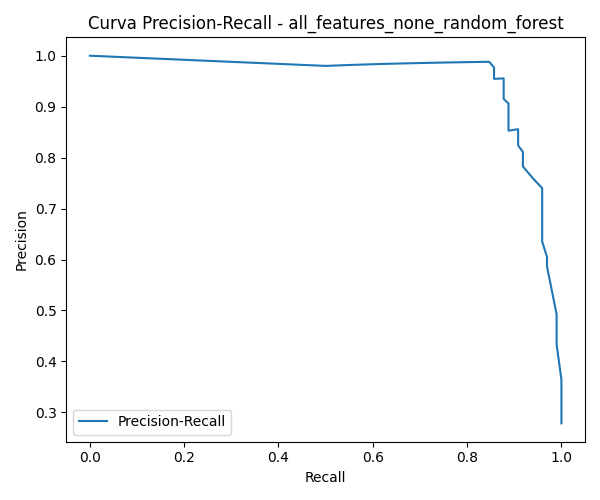 Curva Precision-Recall - all_features_none_random_forest
1.0
0.9
0.8
0.7
0.6
0.5
0.4
0.3
Precision
Precision-Recall
0.0 0.2 0.4 0.6 0.8 1.0
Recall